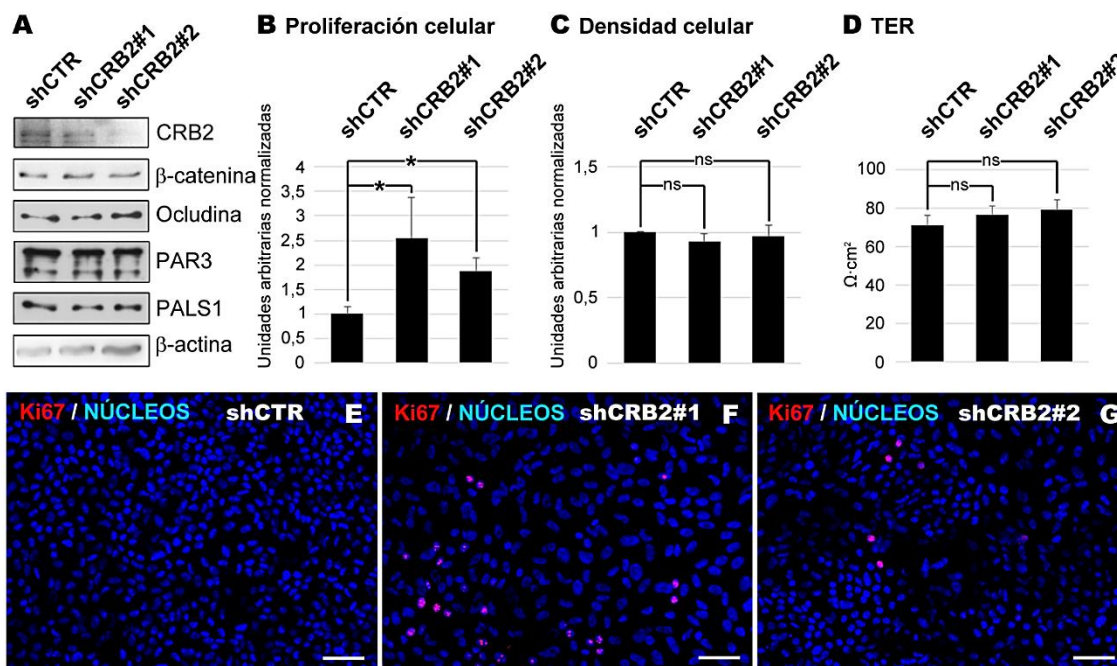 A
shCTR
shCRB2#1
shCRB2#2
CRB2
β-catenina
Ocludina
PAR3
PALS1
β-actina
B Proliferación celular
shCTR
shCRB2#1
shCRB2#2
Unidades arbitrarias normalizadas
4
3,5
3
2,5
2
1,5
1
0,5
0
*
*
C Densidad celular
shCTR
shCRB2#1
shCRB2#2
Unidades arbitrarias normalizadas
1,5
1
0,5
0
ns
ns
D TER
shCTR
shCRB2#1
shCRB2#2
Ω·cm²
100
80
60
40
20
0
ns
ns
Ki67 / NÚCLEOS shCTR E
Ki67 / NÚCLEOS shCRB2#1 F
Ki67 / NÚCLEOS shCRB2#2 G